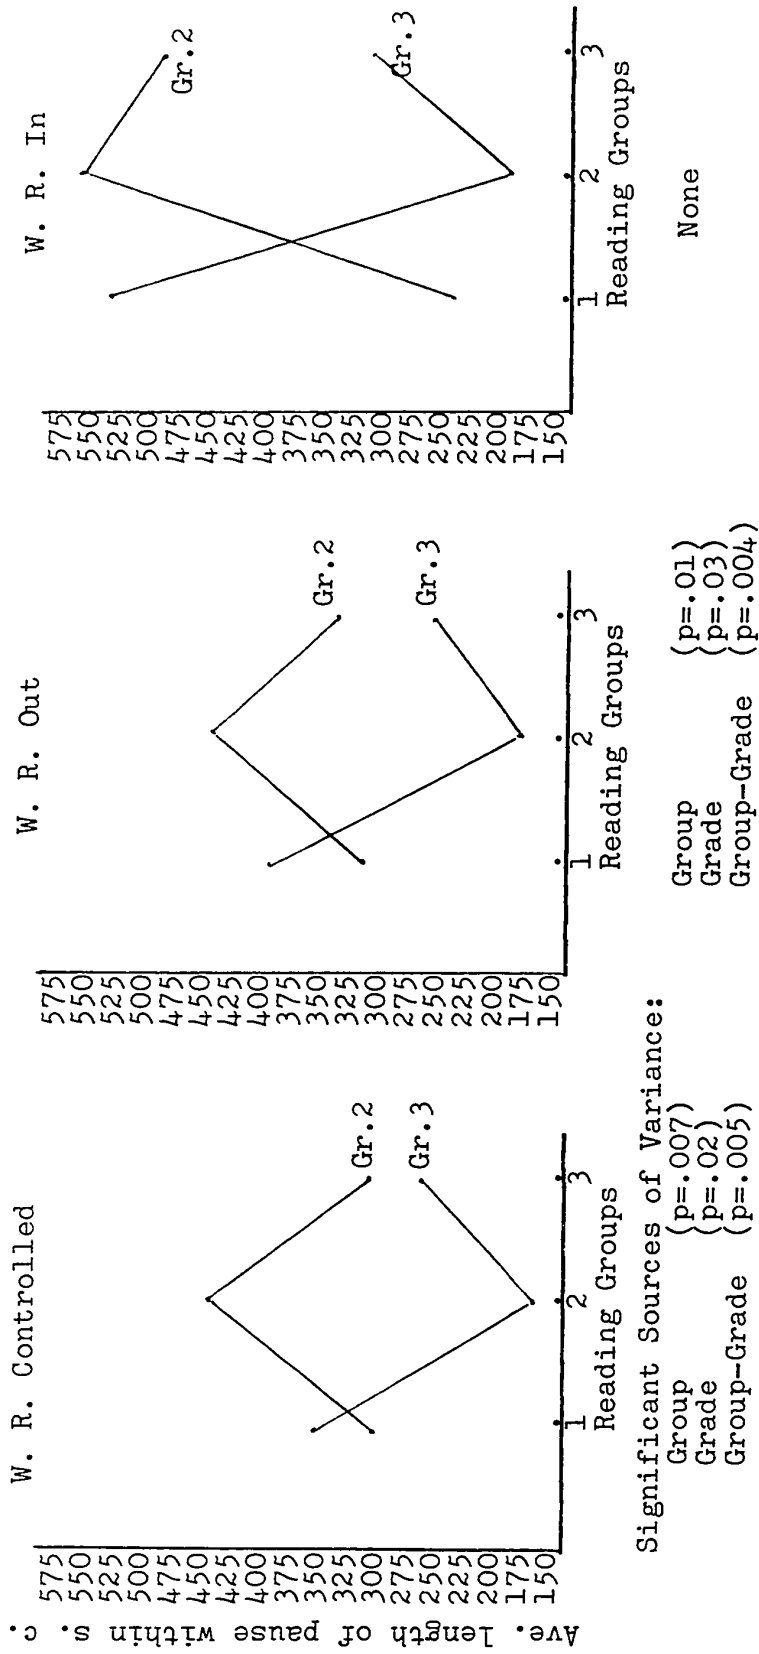 W. R. Controlled
Ave. length of pause within s. c.
575
550
525
500
475
450
425
400
375
350
325
300
275
250
225
200
175
150
Gr.2
Gr.3
1 2 3
Reading Groups
W. R. Out
575
550
525
500
475
450
425
400
375
350
325
300
275
250
225
200
175
150
Gr.2
Gr.3
1 2 3
Reading Groups
W. R. In
575
550
525
500
475
450
425
400
375
350
325
300
275
250
225
200
175
150
Gr.2
Gr.3
1 2 3
Reading Groups
Significant Sources of Variance:
Group (p=.007)
Grade (p=.02)
Group-Grade (p=.005)
Group (p=.01)
Grade (p=.03)
Group-Grade (p=.004)
None